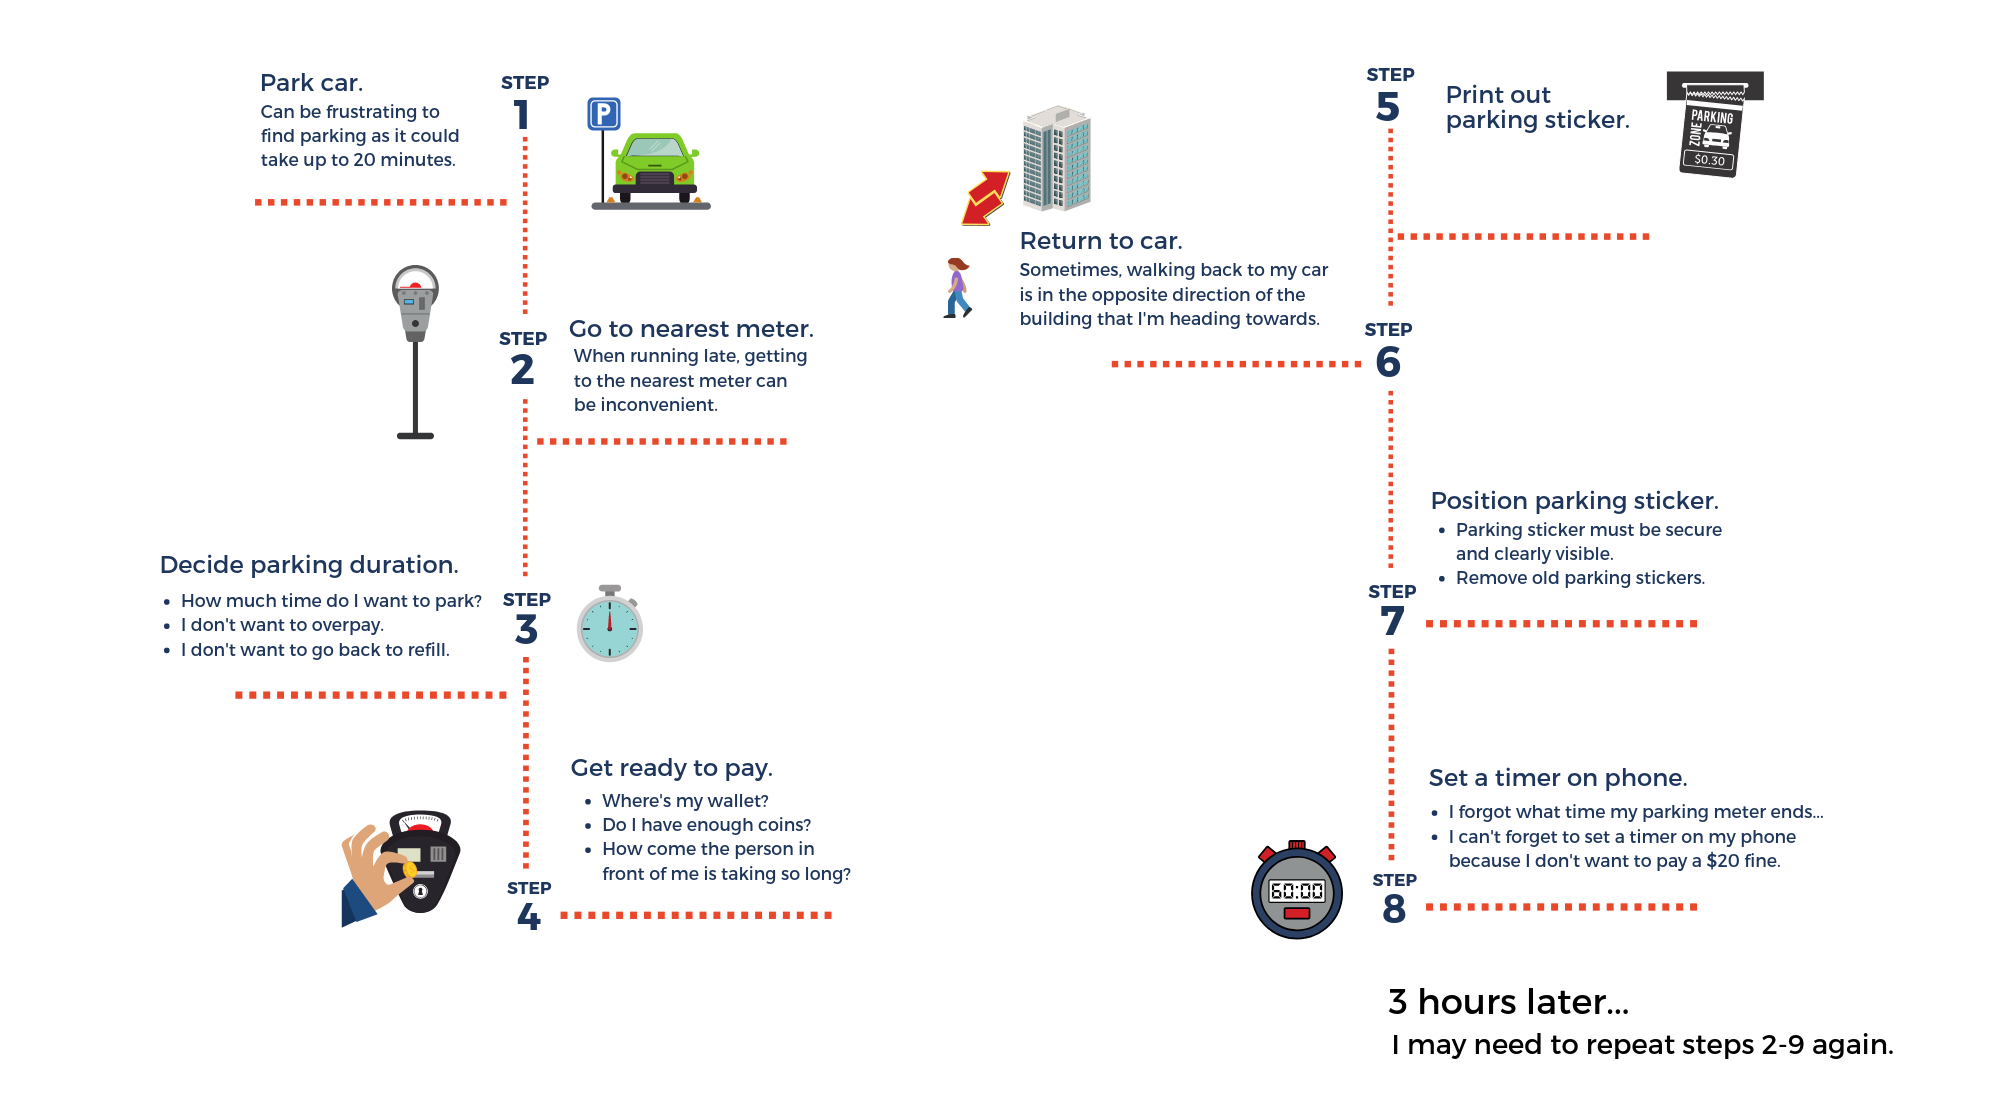 Park car.
Can be frustrating to
find parking as it could
take up to 20 minutes.
STEP
1
P
STEP
2
Go to nearest meter.
When running late, getting
to the nearest meter can
be inconvenient.
Decide parking duration.
• How much time do I want to park?
• I don't want to overpay.
• I don't want to go back to refill.
STEP
3
Get ready to pay.
• Where's my wallet?
• Do I have enough coins?
• How come the person in
front of me is taking so long?
STEP
4
STEP
5
Print out
parking sticker.
PARKING
ZONE
$0.30
Return to car.
Sometimes, walking back to my car
is in the opposite direction of the
building that I'm heading towards.
STEP
6
Position parking sticker.
• Parking sticker must be secure
and clearly visible.
• Remove old parking stickers.
STEP
7
Set a timer on phone.
• I forgot what time my parking meter ends...
• I can't forget to set a timer on my phone
because I don't want to pay a $20 fine.
60:00
STEP
8
3 hours later...
I may need to repeat steps 2-9 again.